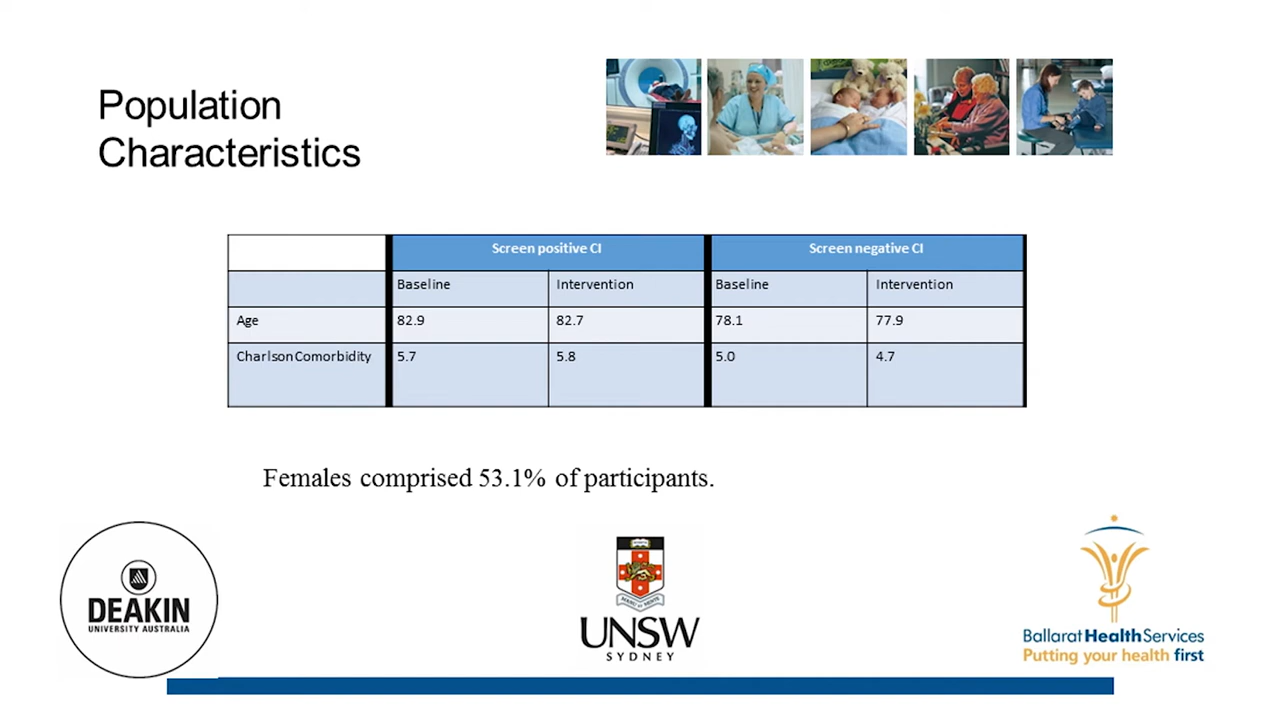 Population
Characteristics
Screen positive CI Screen negative CI
Baseline Intervention Baseline Intervention
Age 82.9 82.7 78.1 77.9
Charlson Comorbidity 5.7 5.8 5.0 4.7
Females comprised 53.1% of participants.
DEAKIN
UNIVERSITY AUSTRALIA
UNSW
SYDNEY
Ballarat Health Services
Putting your health first